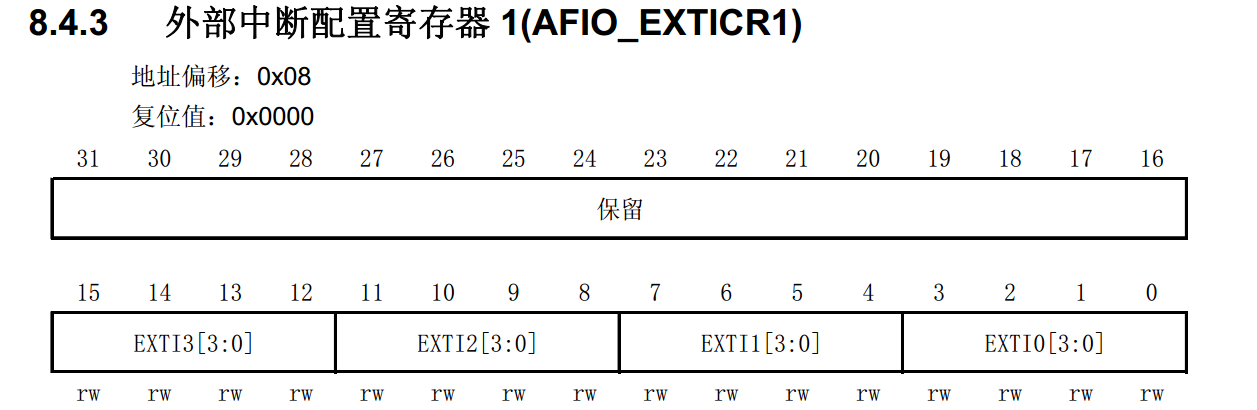 8.4.3 外部中断配置寄存器 1(AFIO_EXTICR1)
地址偏移：0x08
复位值：0x0000
31 30 29 28 27 26 25 24 23 22 21 20 19 18 17 16
保留
15 14 13 12 11 10 9 8 7 6 5 4 3 2 1 0
EXTI3[3:0] EXTI2[3:0] EXTI1[3:0] EXTI0[3:0]
rw rw rw rw rw rw rw rw rw rw rw rw rw rw rw rw